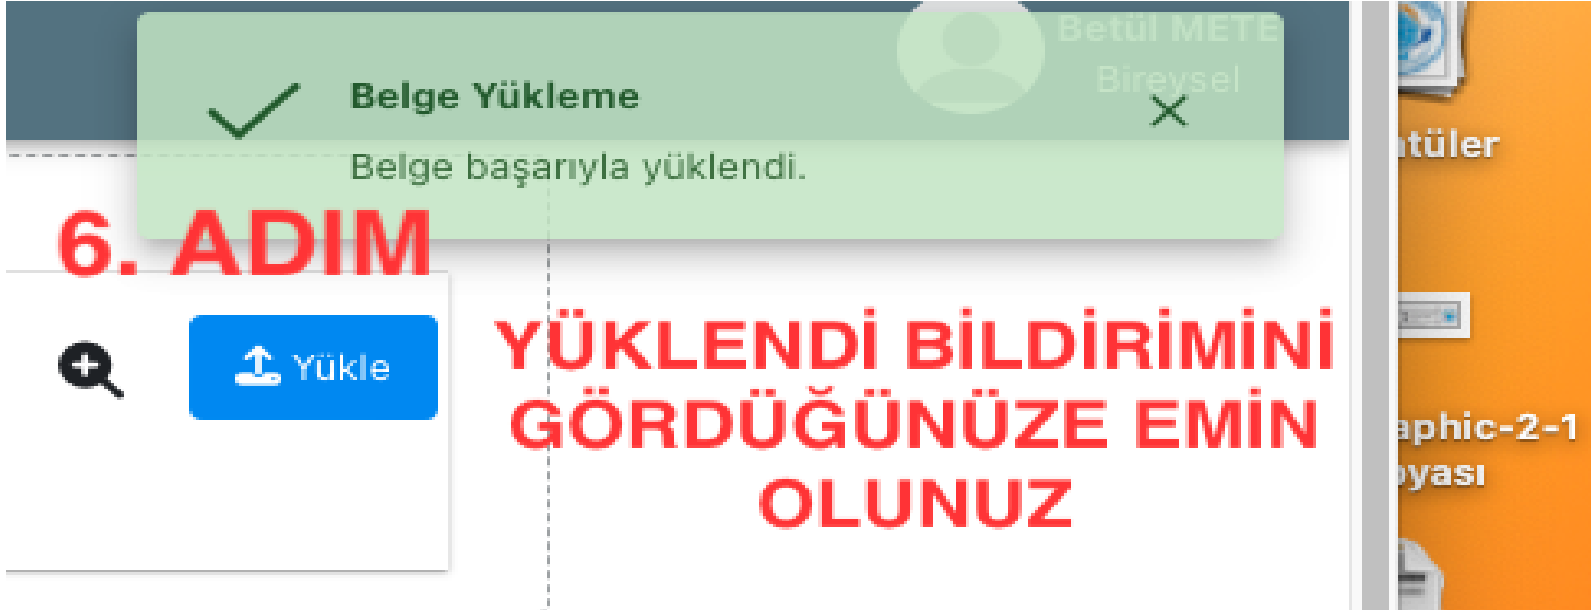 Betül METE
Bireysel
Belge Yükleme
Belge başarıyla yüklendi.
6. ADIM
Yükle
YÜKLENDİ BİLDİRİMİNİ
GÖRDÜĞÜNÜZE EMİN
OLUNUZ